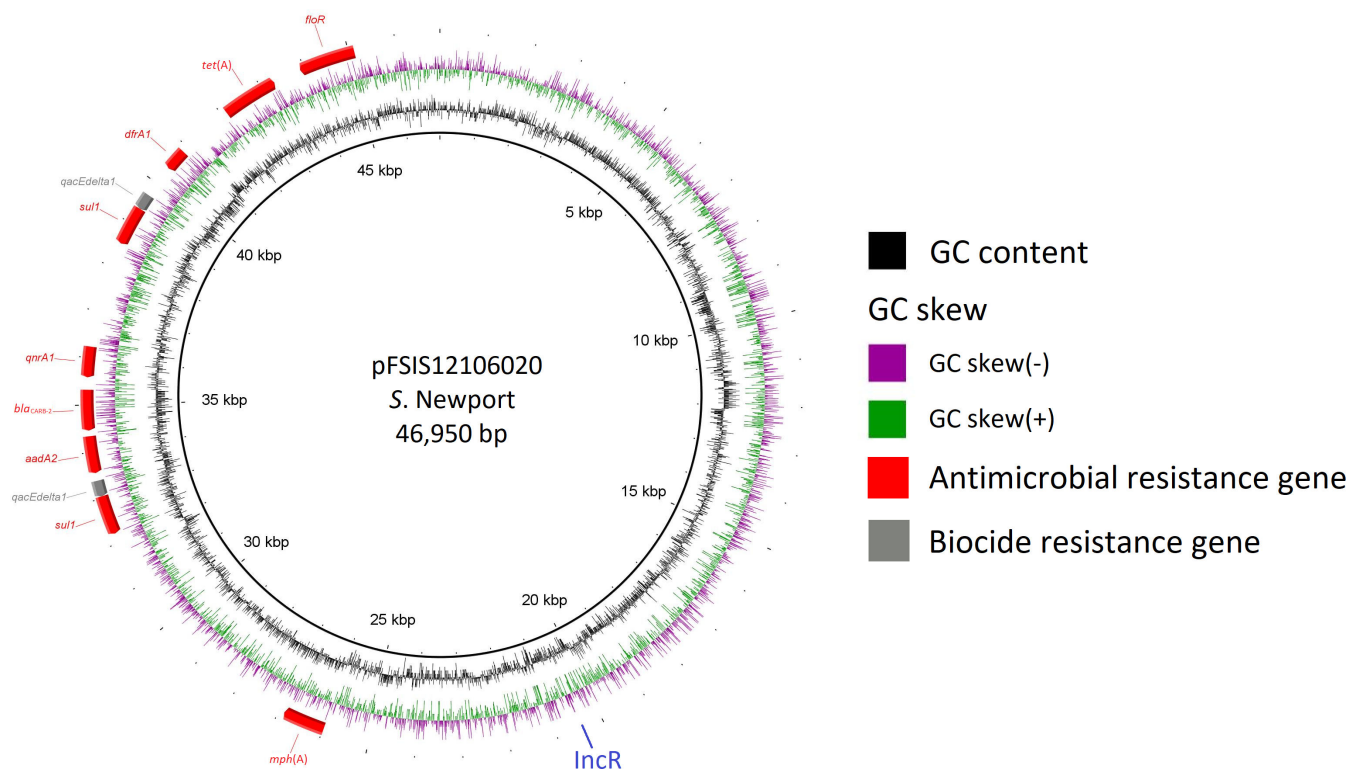 floR
tet(A)
dfrA1
qacEdelta1
sul1
qnrA1
blaCARB-2
aadA2
qacEdelta1
sul1
mph(A)
IncR
45 kbp
5 kbp
40 kbp
10 kbp
35 kbp
15 kbp
30 kbp
20 kbp
25 kbp
pFSIS12106020
S. Newport
46,950 bp
GC content
GC skew
GC skew(-)
GC skew(+)
Antimicrobial resistance gene
Biocide resistance gene